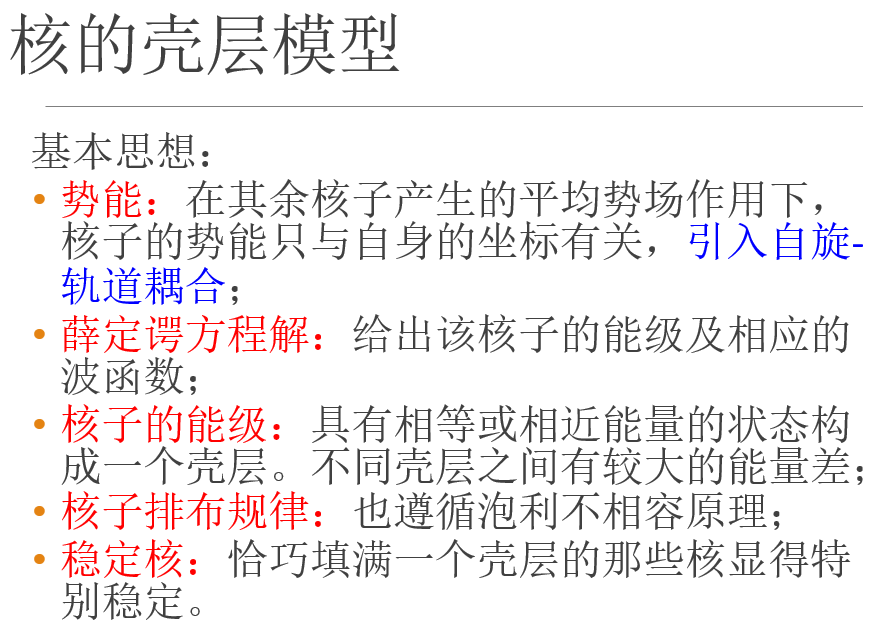 核的壳层模型
基本思想：
• 势能：在其余核子产生的平均势场作用下，
核子的势能只与自身的坐标有关，引入自旋-
轨道耦合；
• 薛定谔方程解：给出该核子的能级及相应的
波函数；
• 核子的能级：具有相等或相近能量的状态构
成一个壳层。不同壳层之间有较大的能量差；
• 核子排布规律：也遵循泡利不相容原理；
• 稳定核：恰巧填满一个壳层的那些核显得特
别稳定。